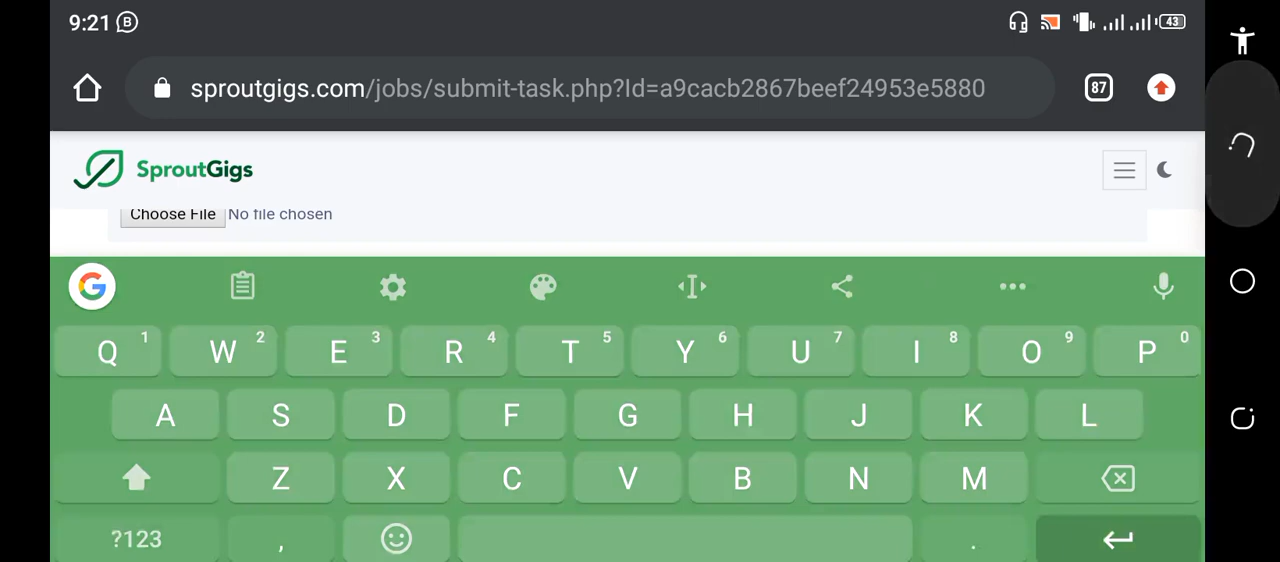 9:21 B 43
sproutgigs.com/jobs/submit-task.php?Id=a9cacb2867beef24953e5880 87
SproutGigs
Choose File No file chosen
G
Q 1 W 2 E 3 R 4 T 5 Y 6 U 7 I 8 O 9 P 0
A S D F G H J K L
Z X C V B N M
?123 , .